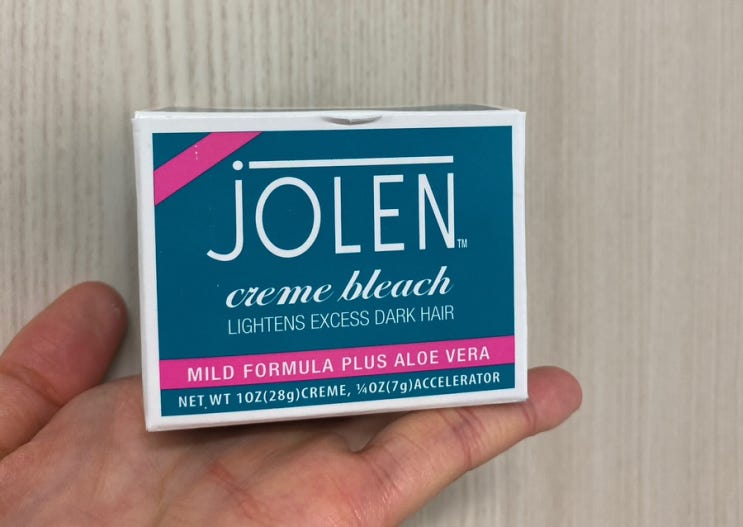 JOLEN™
creme bleach
LIGHTENS EXCESS DARK HAIR
MILD FORMULA PLUS ALOE VERA
NET WT 1OZ(28g)CREME, ¼OZ(7g)ACCELERATOR